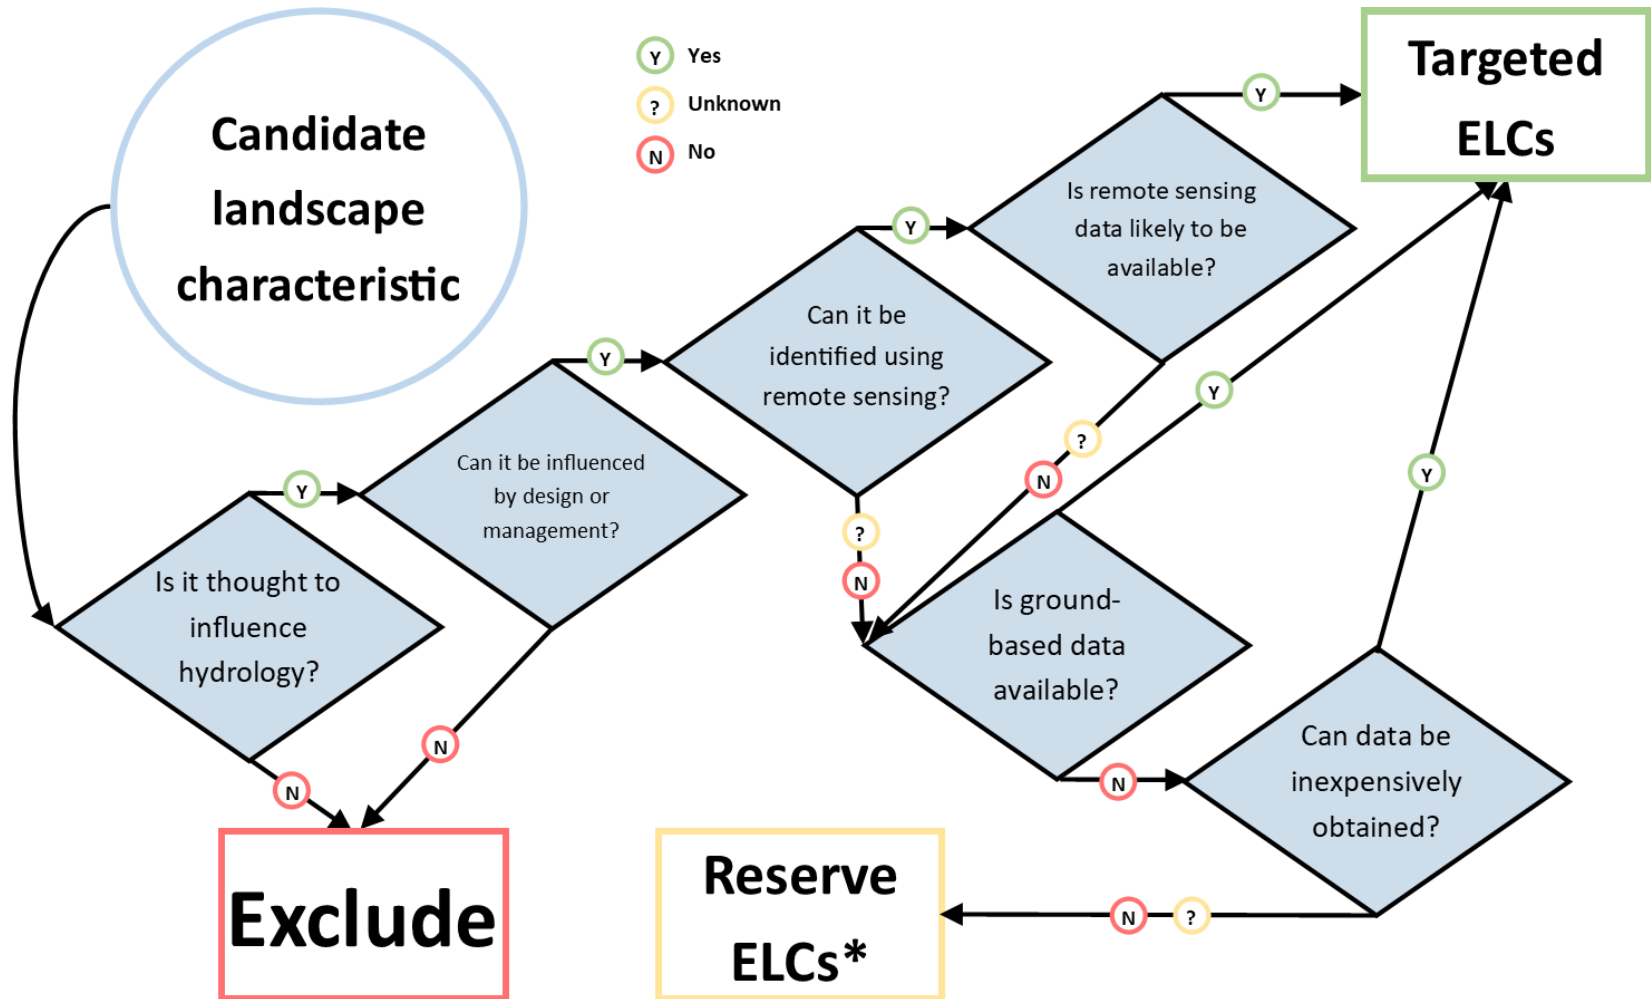 Candidate
landscape
characteristic
Y Yes
? Unknown
N No
Targeted
ELCs
Y
Is remote sensing
data likely to be
available?
Y
Can it be
identified using
remote sensing?
Y
Y
?
N
Can it be influenced
by design or
management?
Y
Y
?
N
Is it thought to
influence
hydrology?
Y
Is ground-
based data
available?
N
N
N
Can data be
inexpensively
obtained?
Exclude
Reserve
ELCs*
N ?